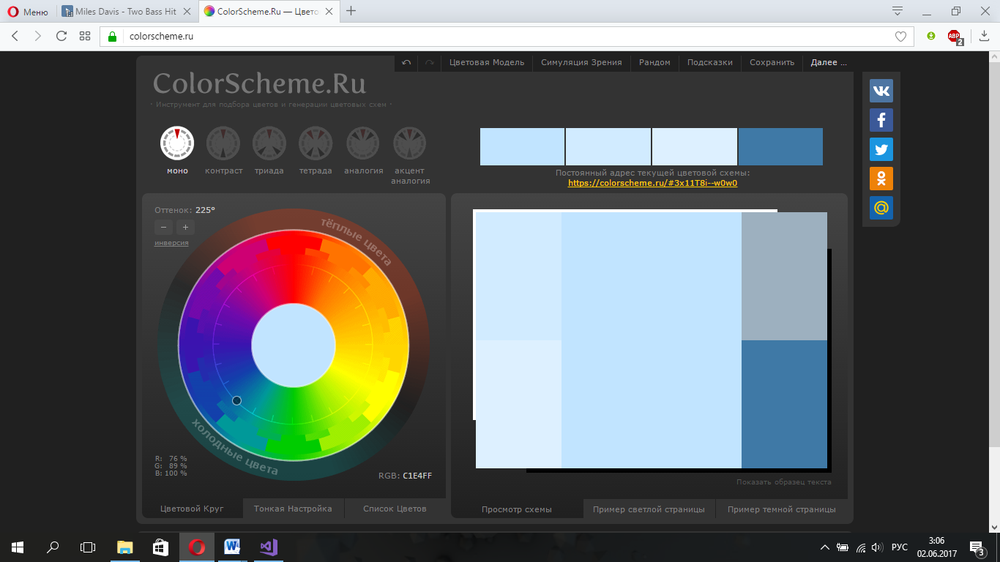 Меню
Miles Davis - Two Bass Hit
ColorScheme.Ru — Цвето
colorscheme.ru
ABP
2
Цветовая Модель
Симуляция Зрения
Рандом
Подсказки
Сохранить
Далее ...
ColorScheme.Ru
· Инструмент для подбора цветов и генерации цветовых схем ·
моно
контраст
триада
тетрада
аналогия
акцент
аналогия
Постоянный адрес текущей цветовой схемы:
https://colorscheme.ru/#3x11T8i--w0w0
Оттенок: 225°
− +
инверсия
тёплые цвета
холодные цвета
R: 76 %
G: 89 %
B: 100 %
RGB: C1E4FF
Цветовой Круг
Тонкая Настройка
Список Цветов
Показать образец текста
Просмотр схемы
Пример светлой страницы
Пример темной страницы
РУС
3:06
02.06.2017
3